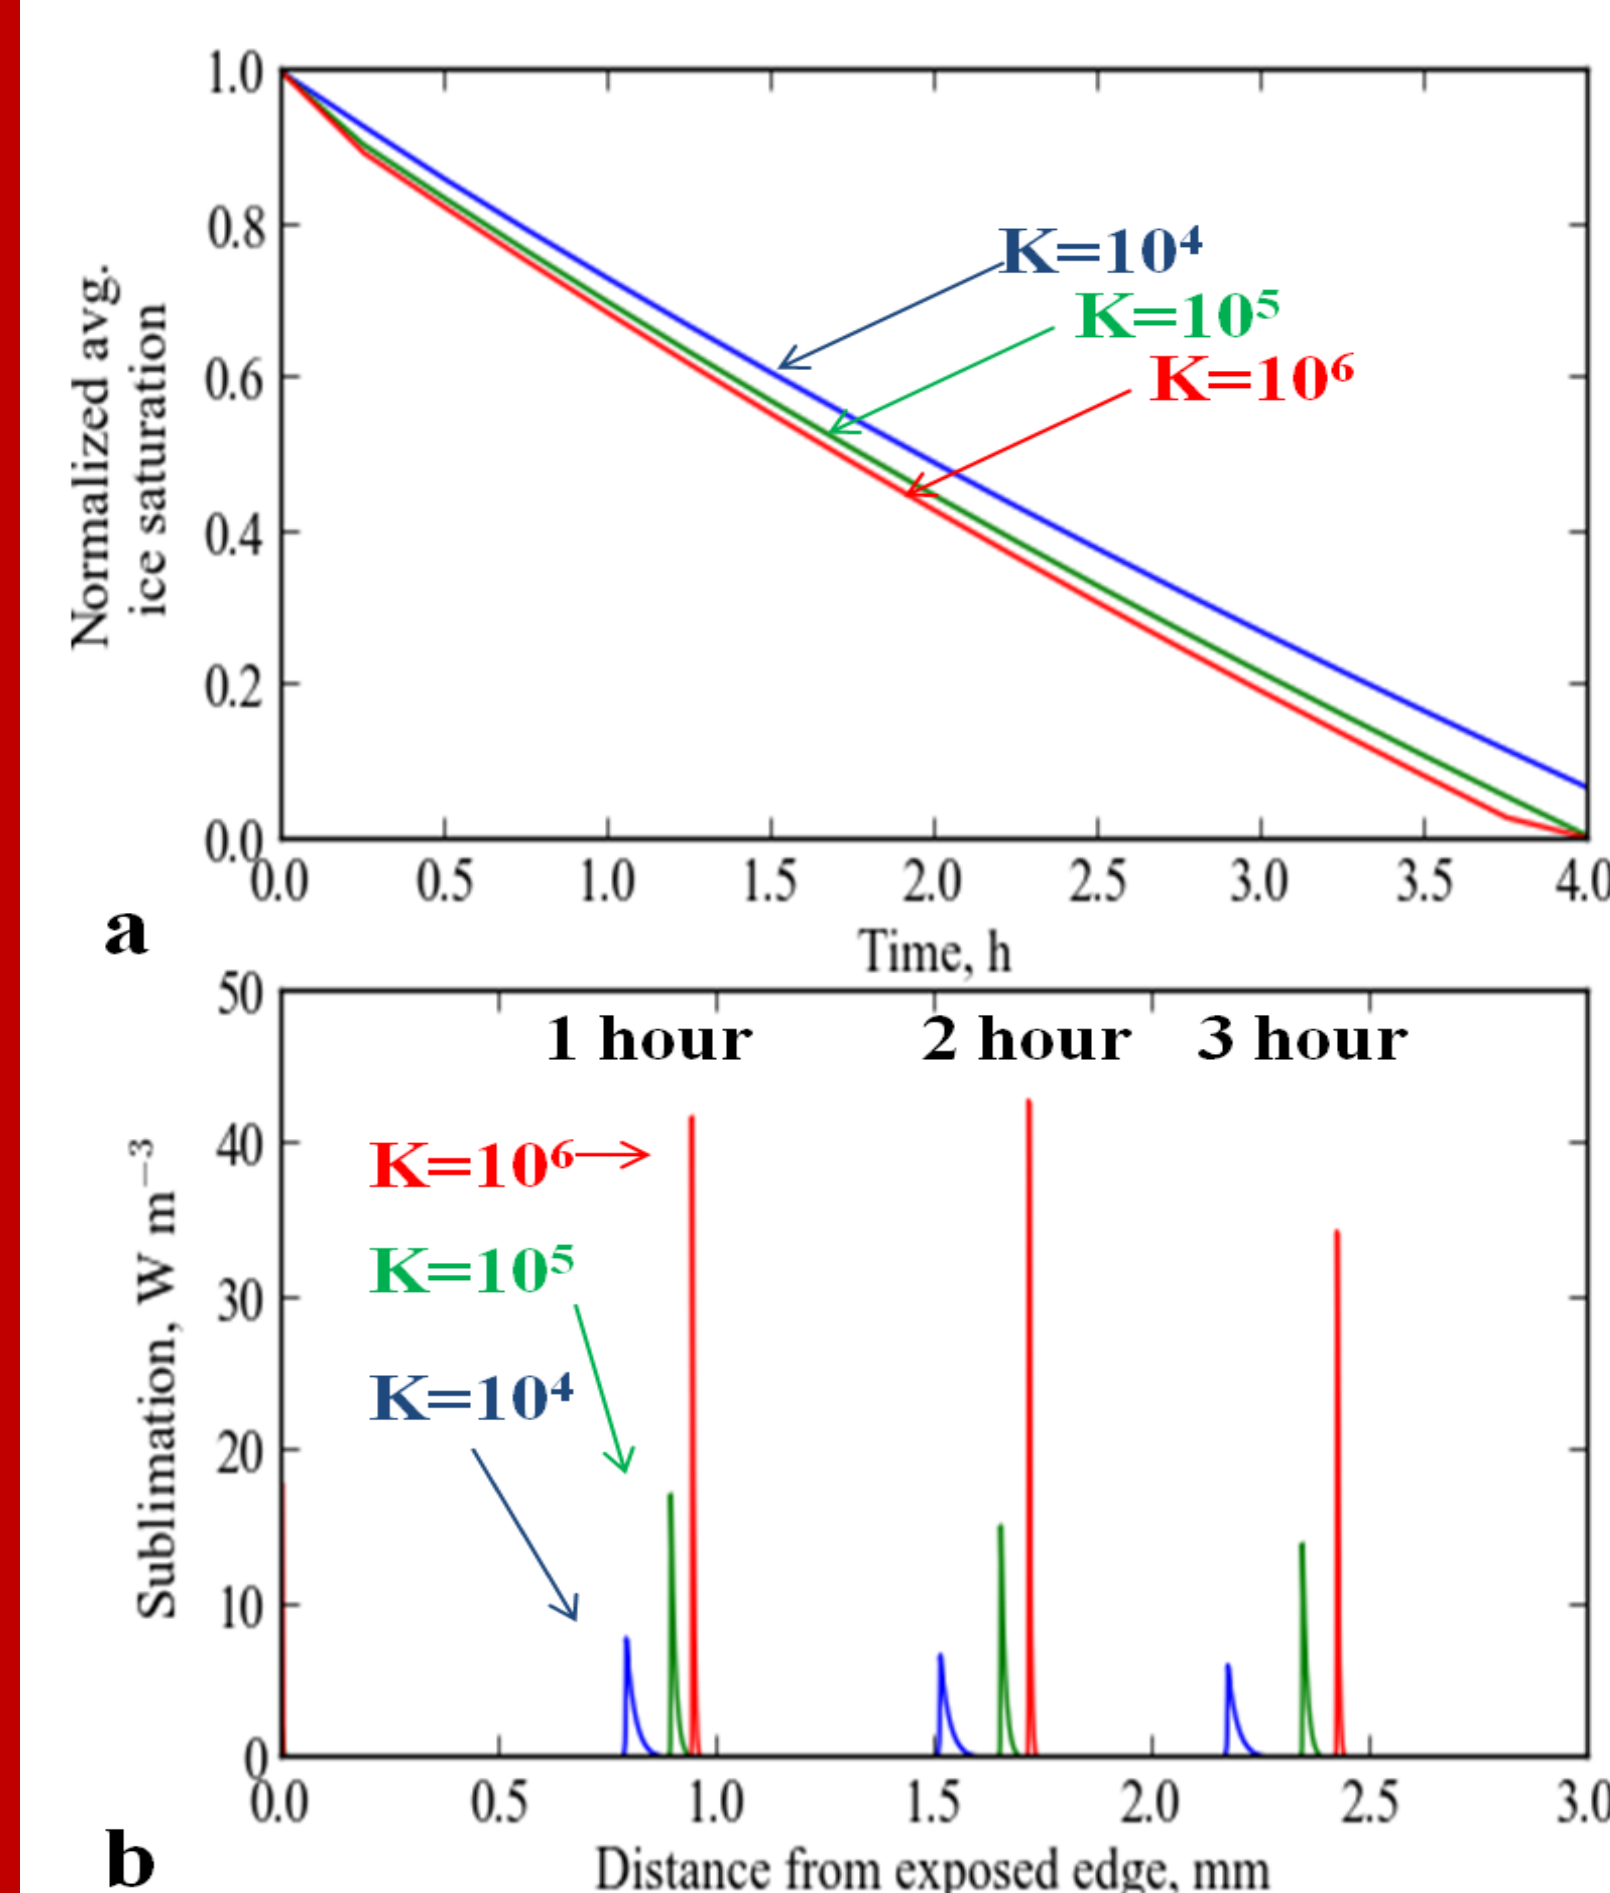 1.0
0.8
0.6
0.4
0.2
0.0
Normalized avg.
ice saturation
K=10⁴
K=10⁵
K=10⁶
0.0 0.5 1.0 1.5 2.0 2.5 3.0 3.5 4.0
Time, h
a
50
40
30
20
10
0
Sublimation, W m⁻³
1 hour 2 hour 3 hour
K=10⁶
K=10⁵
K=10⁴
0.0 0.5 1.0 1.5 2.0 2.5 3.0
Distance from exposed edge, mm
b